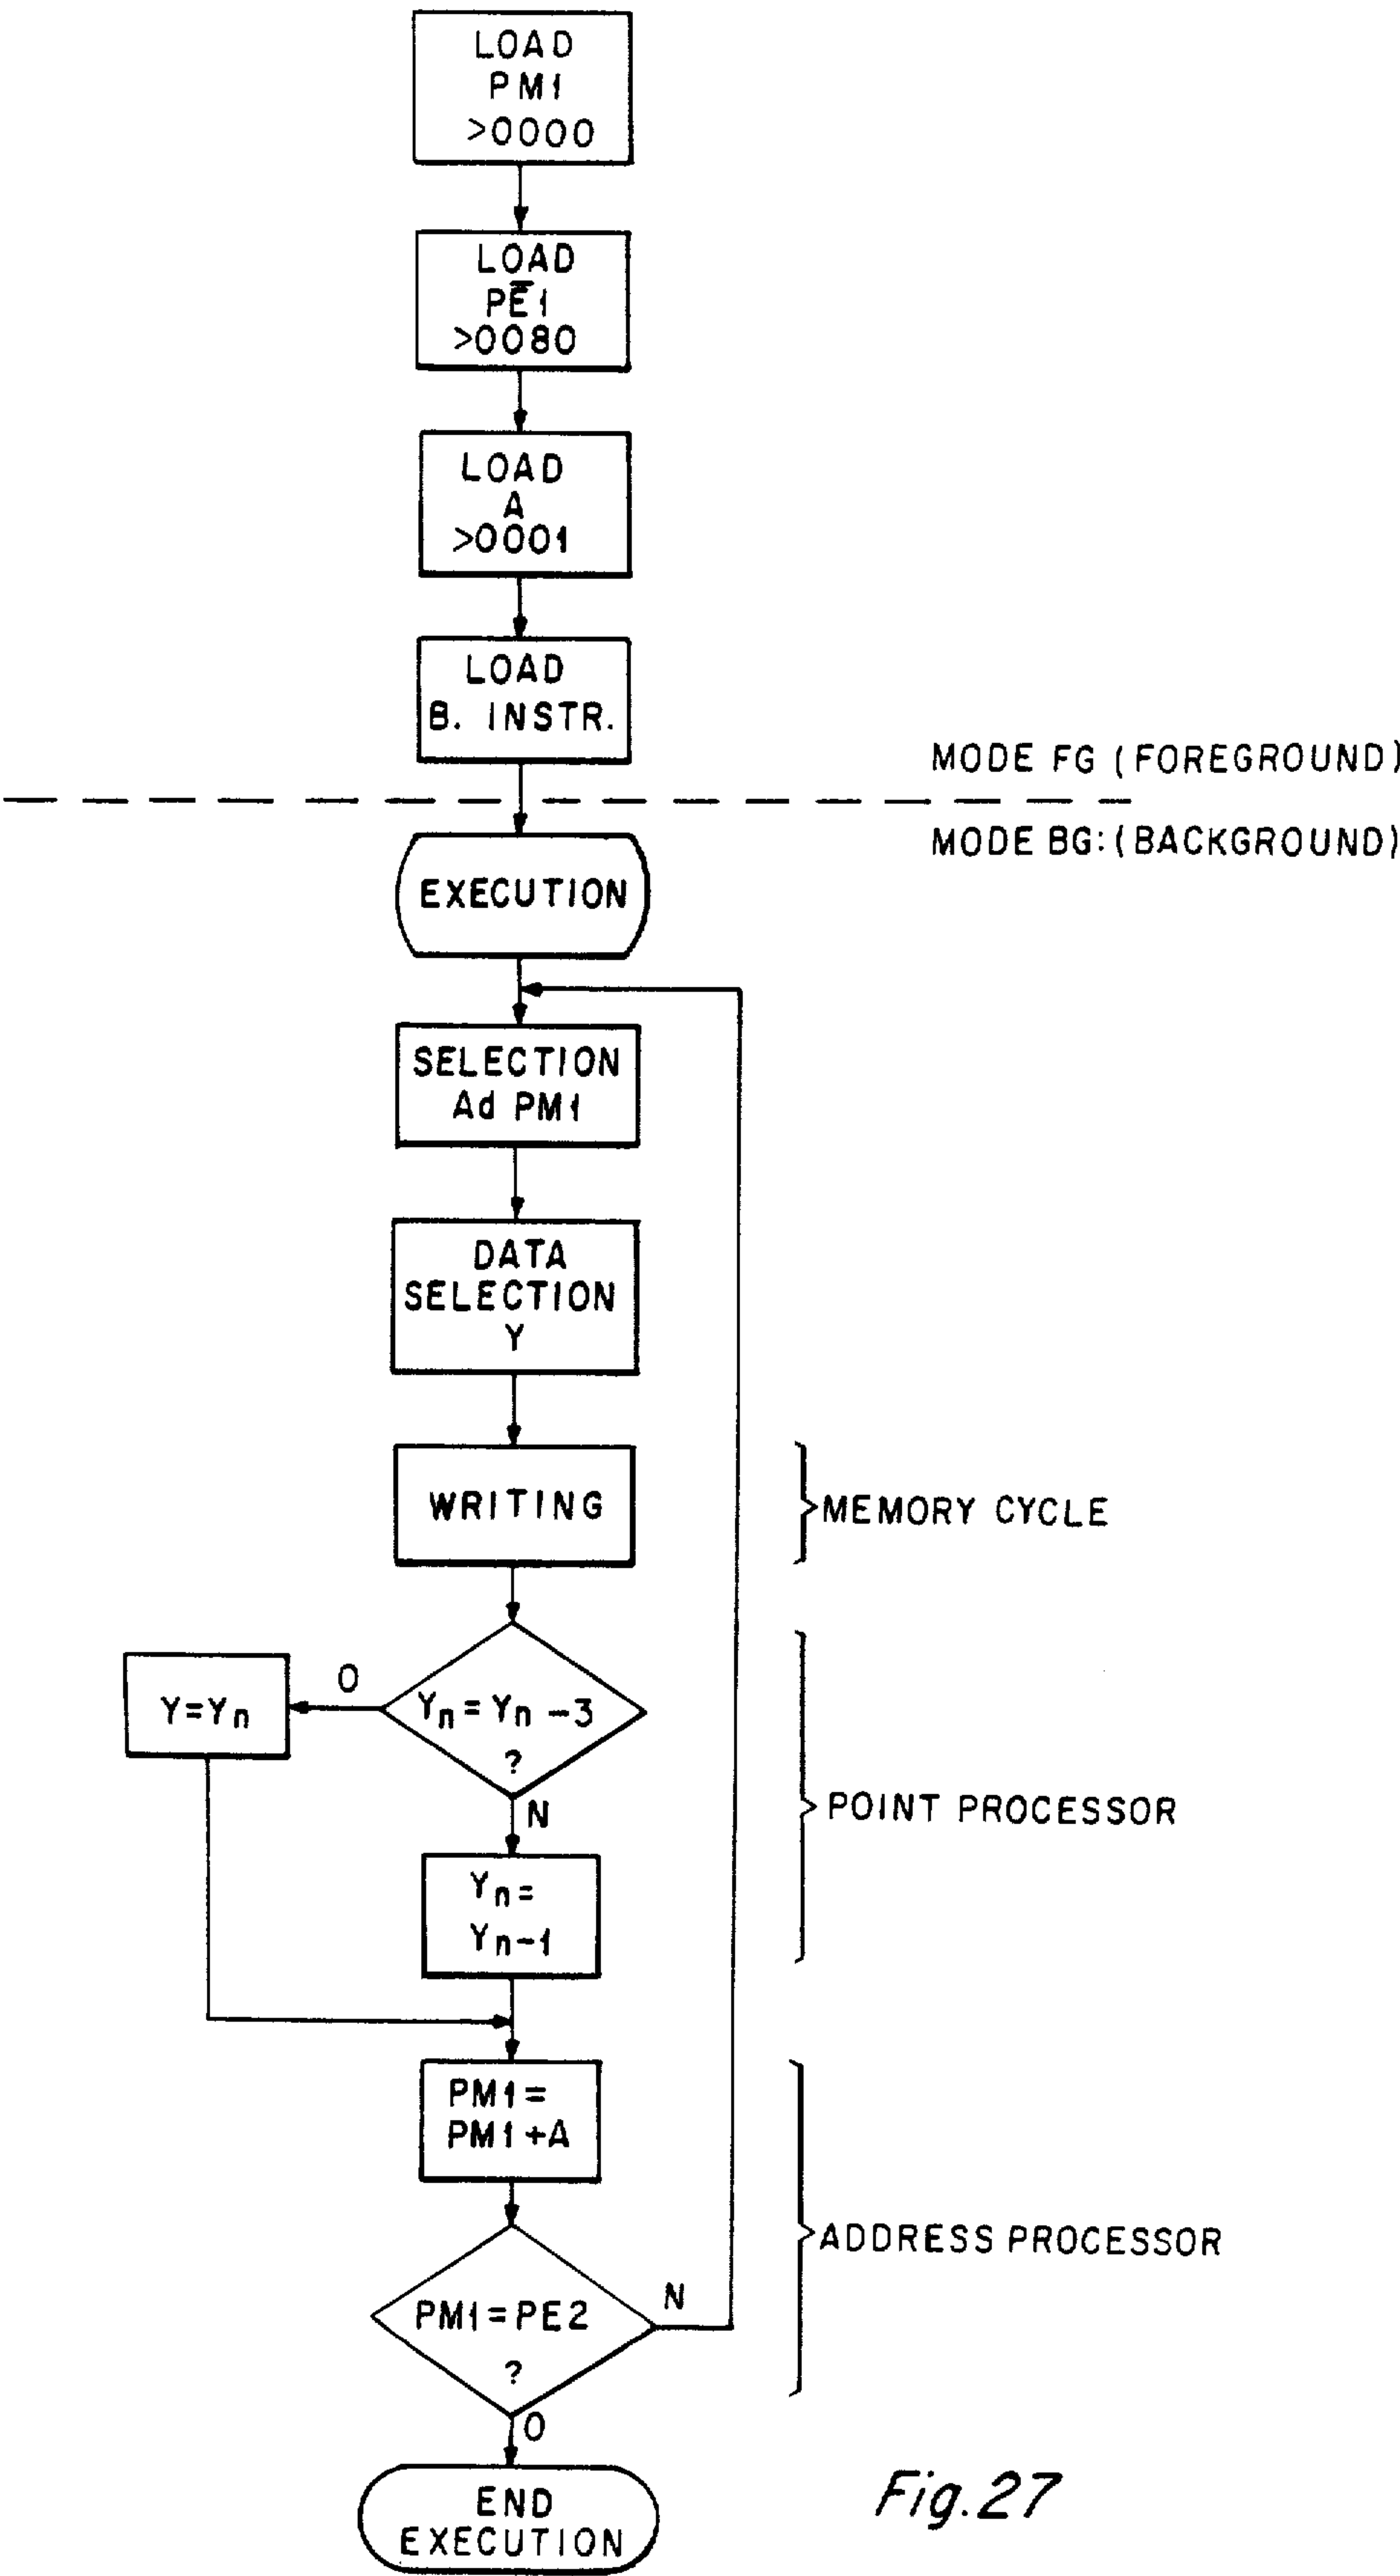 LOAD
PM1
>0000
LOAD
PE1
>0080
LOAD
A
>0001
LOAD
B. INSTR.
MODE FG (FOREGROUND)
MODE BG: (BACKGROUND)
EXECUTION
SELECTION
Ad PM1
DATA
SELECTION
Y
WRITING
MEMORY CYCLE
O
Y=Yn
Yn = Yn -3
?
N
POINT PROCESSOR
Yn =
Yn-1
PM1 =
PM1 +A
ADDRESS PROCESSOR
N
PM1 = PE2
?
O
END
EXECUTION
Fig. 27